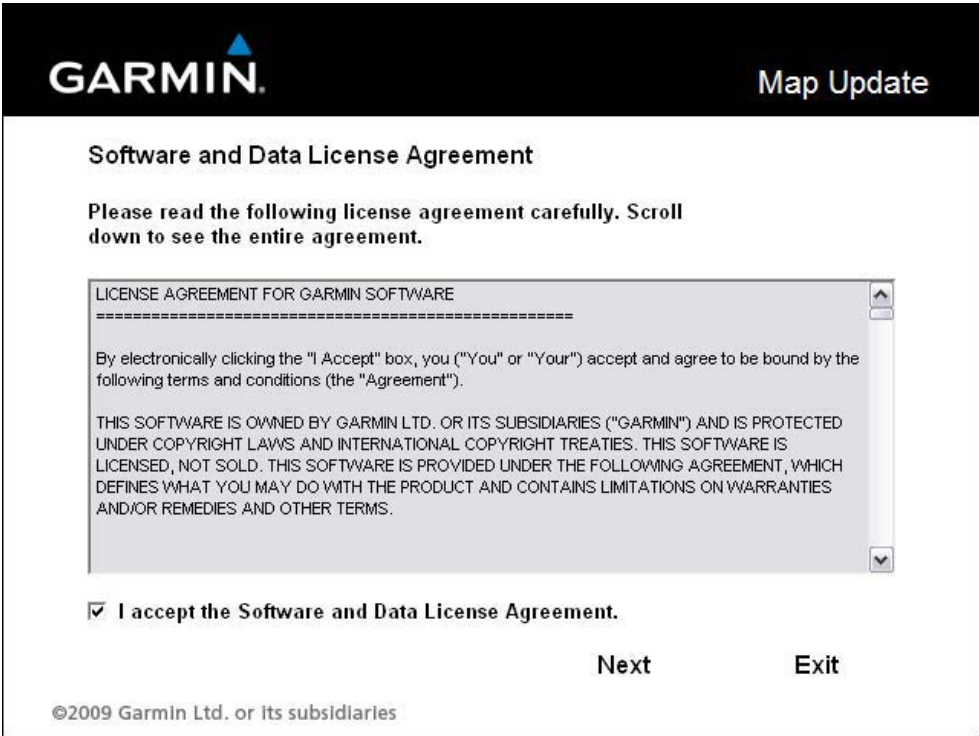 GARMIN.
Map Update
Software and Data License Agreement
Please read the following license agreement carefully. Scroll
down to see the entire agreement.
LICENSE AGREEMENT FOR GARMIN SOFTWARE
====================================================
By electronically clicking the "I Accept" box, you ("You" or "Your") accept and agree to be bound by the
following terms and conditions (the "Agreement").
THIS SOFTWARE IS OWNED BY GARMIN LTD. OR ITS SUBSIDIARIES ("GARMIN") AND IS PROTECTED
UNDER COPYRIGHT LAWS AND INTERNATIONAL COPYRIGHT TREATIES. THIS SOFTWARE IS
LICENSED, NOT SOLD. THIS SOFTWARE IS PROVIDED UNDER THE FOLLOWING AGREEMENT, WHICH
DEFINES WHAT YOU MAY DO WITH THE PRODUCT AND CONTAINS LIMITATIONS ON WARRANTIES
AND/OR REMEDIES AND OTHER TERMS.
I accept the Software and Data License Agreement.
Next Exit
©2009 Garmin Ltd. or its subsidiaries